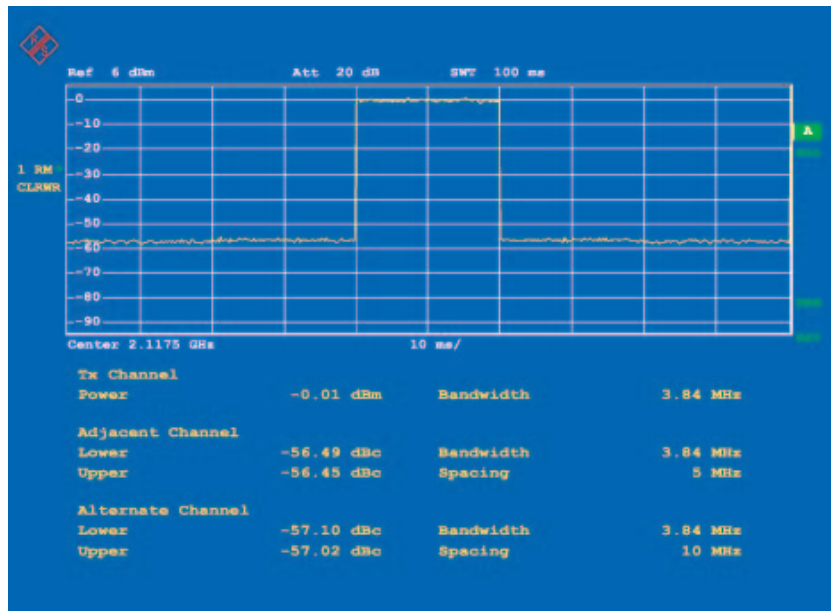 R S
Ref 6 dBm Att 20 dB SWT 100 ms
0
-10
A
-20
1 RM
-30
CLRWR
-40
-50
-60
-70
-80
-90
Center 2.1175 GHz 10 ms/
Tx Channel
Power -0.01 dBm Bandwidth 3.84 MHz
Adjacent Channel
Lower -56.49 dBc Bandwidth 3.84 MHz
Upper -56.45 dBc Spacing 5 MHz
Alternate Channel
Lower -57.10 dBc Bandwidth 3.84 MHz
Upper -57.02 dBc Spacing 10 MHz